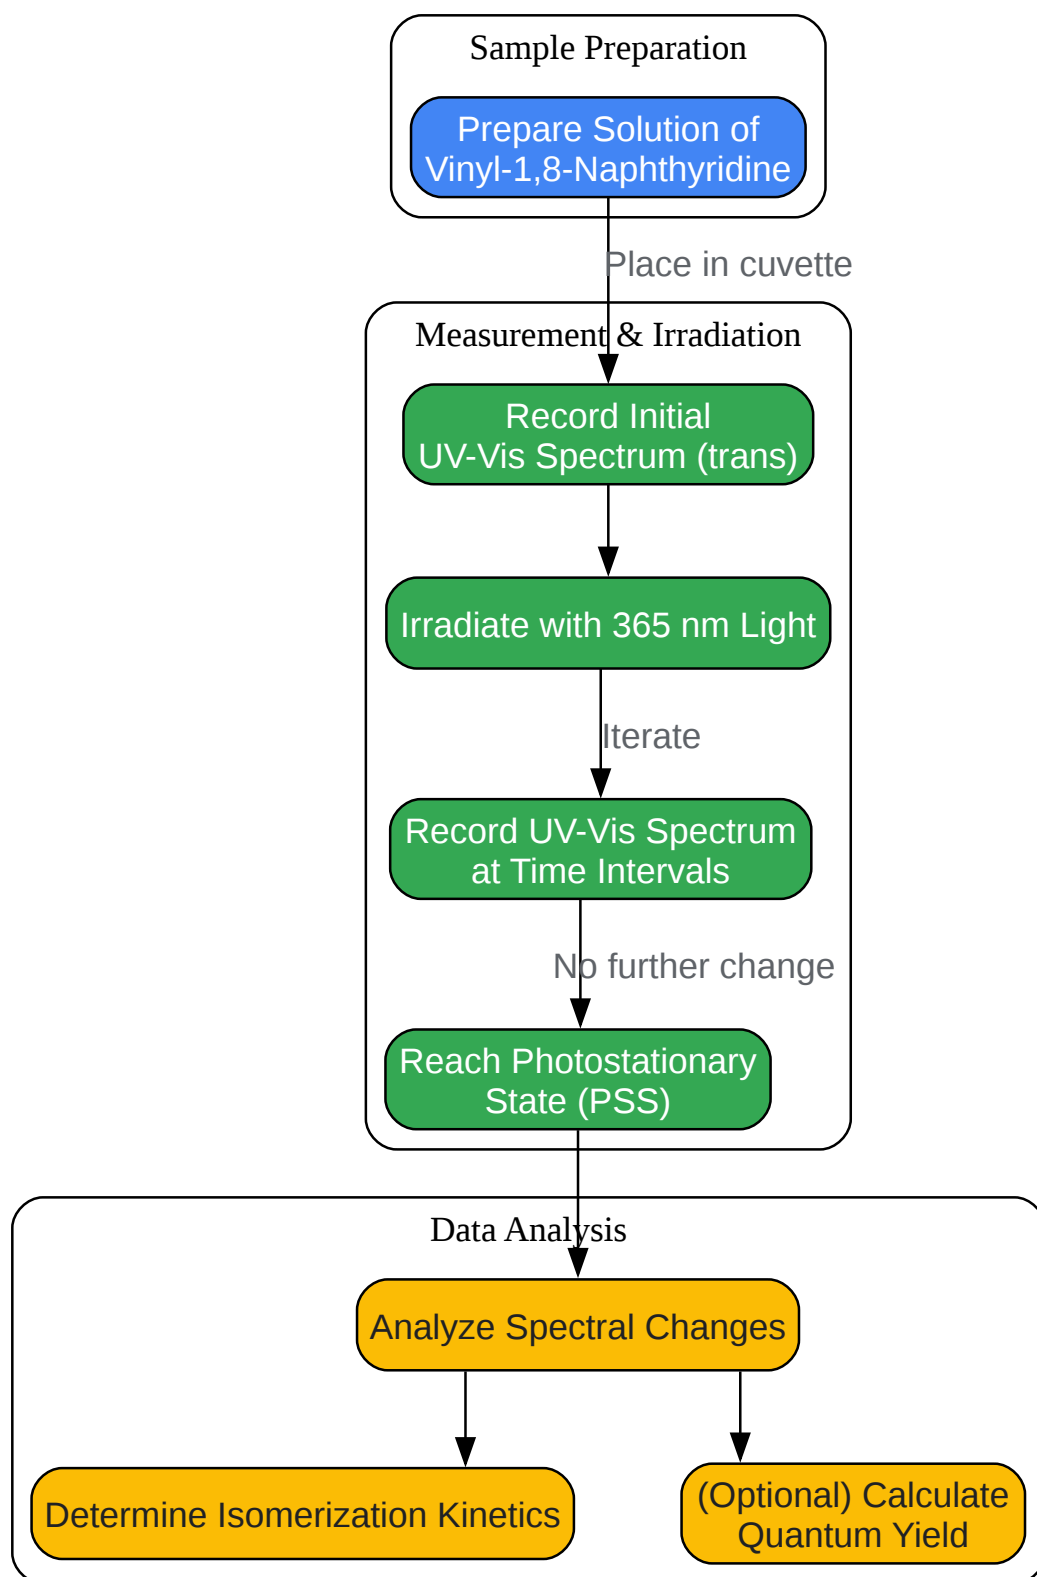 Sample Preparation
Prepare Solution of
Vinyl-1,8-Naphthyridine
Place in cuvette
Measurement & Irradiation
Record Initial
UV-Vis Spectrum (trans)
Irradiate with 365 nm Light
Iterate
Record UV-Vis Spectrum
at Time Intervals
No further change
Reach Photostationary
State (PSS)
Data Analysis
Analyze Spectral Changes
Determine Isomerization Kinetics
(Optional) Calculate
Quantum Yield